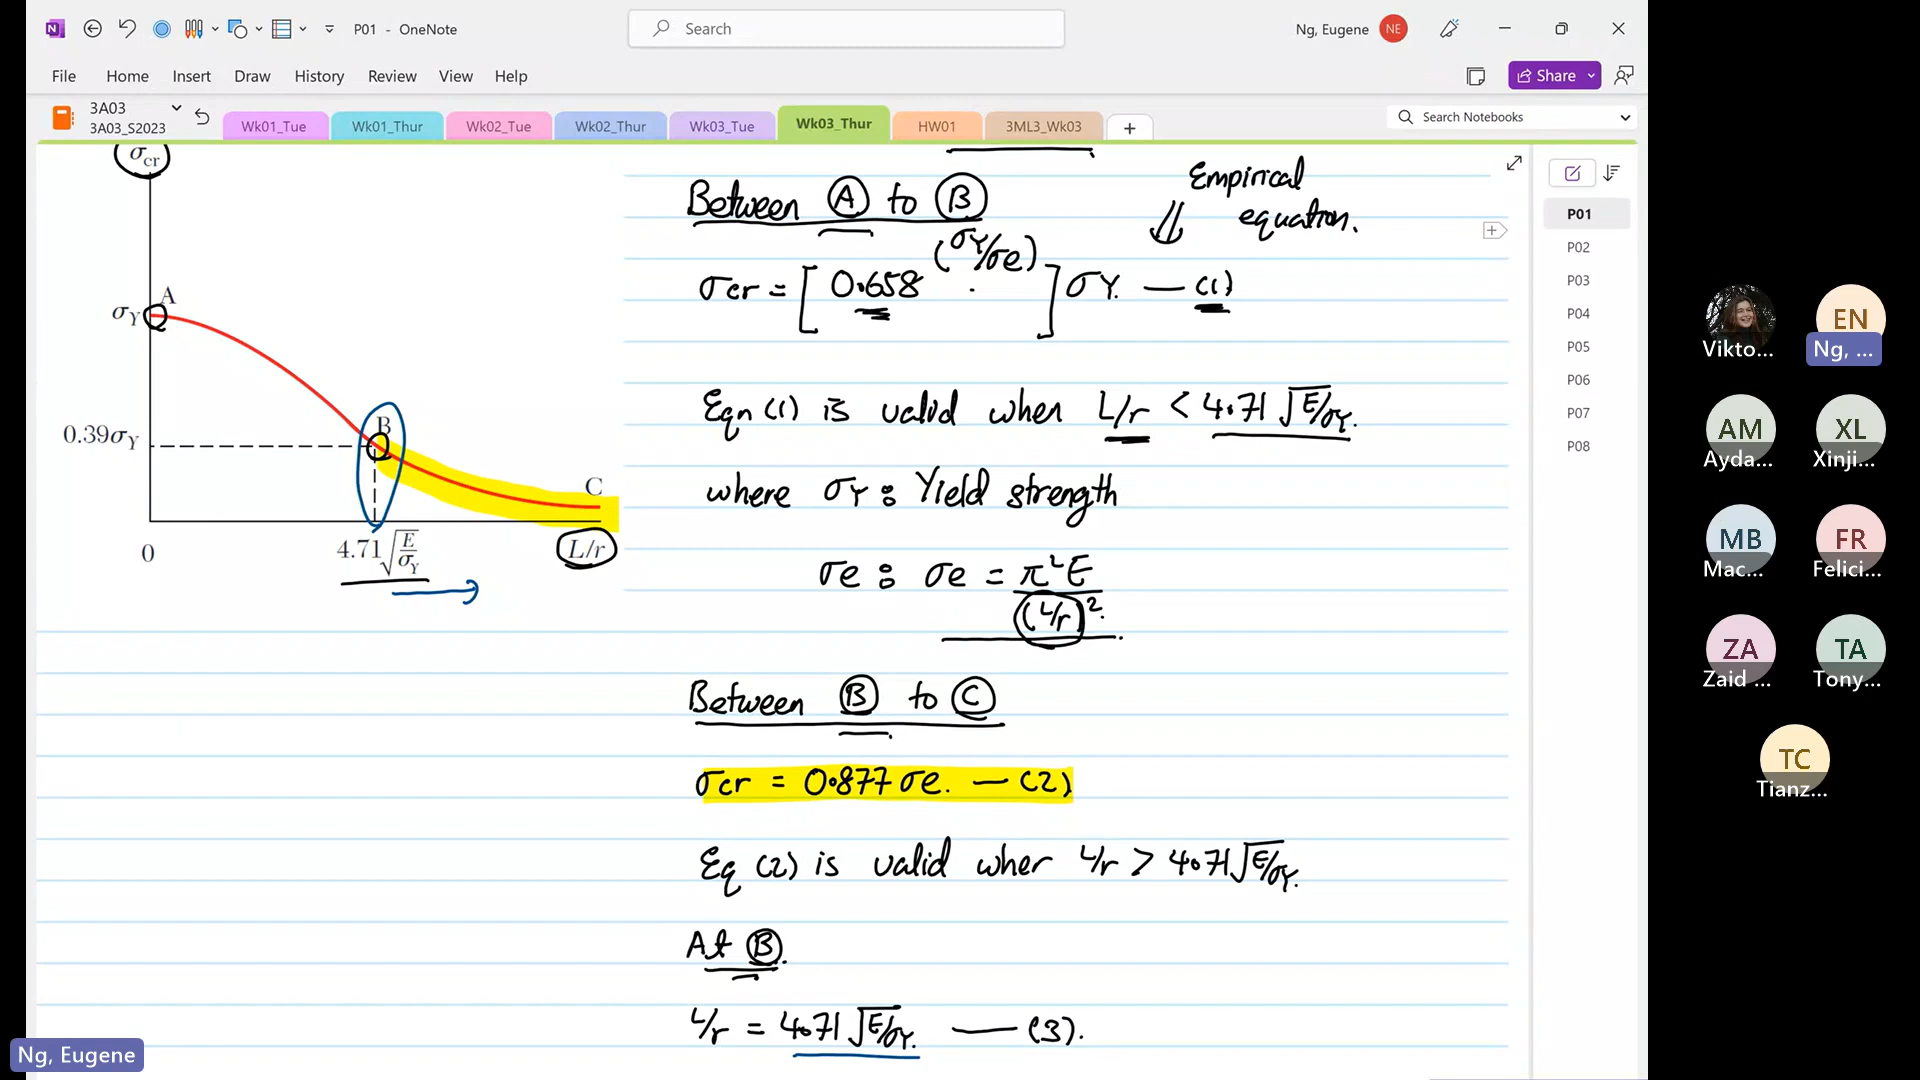 P01 - OneNote
Search
Ng, Eugene
NE
File Home Insert Draw History Review View Help
Share
3A03
3A03_S2023
Wk01_Tue
Wk01_Thur
Wk02_Tue
Wk02_Thur
Wk03_Tue
Wk03_Thur
HW01
3ML3_Wk03
+
Search Notebooks
σcr
A
σY
B
0.39σY
C
0
4.71 √(E/σY)
L/r
Between A to B
Empirical
equation.
σcr = [0.658^(σY/σe)] σY. — (1)
Eqn (1) is valid when L/r < 4.71 √E/σY.
where σY : Yield strength
σe : σe = π²E / (L/r)².
Between B to C
σcr = 0.877 σe. — (2)
Eq (2) is valid when L/r > 4.71 √E/σY.
At B.
L/r = 4.71 √E/σY. — (3).
P01
P02
P03
P04
P05
P06
P07
P08
Vikto...
EN
Ng, ...
AM
Ayda...
XL
Xinji...
MB
Mac...
FR
Felici...
ZA
Zaid ...
TA
Tony...
TC
Tianz...
Ng, Eugene